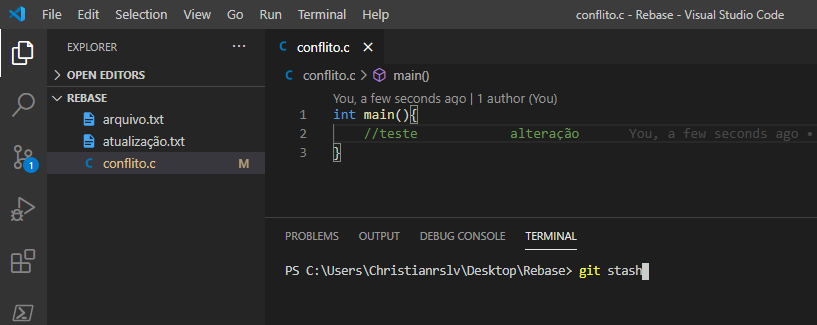 File Edit Selection View Go Run Terminal Help conflito.c - Rebase - Visual Studio Code
EXPLORER ···
OPEN EDITORS
REBASE
arquivo.txt
atualização.txt
C conflito.c M
1
C conflito.c ×
C conflito.c > main()
You, a few seconds ago | 1 author (You)
1 int main(){
2 //teste alteração You, a few seconds ago •
3 }
PROBLEMS OUTPUT DEBUG CONSOLE TERMINAL
PS C:\Users\Christianrslv\Desktop\Rebase> git stash